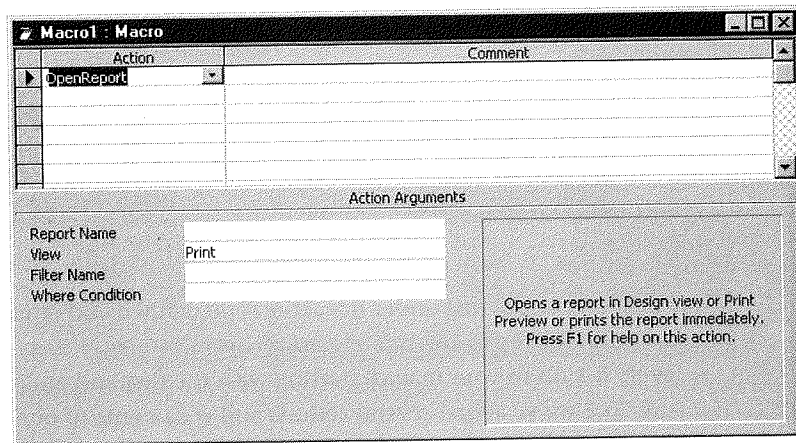 Macro1 : Macro
Action Comment
OpenReport
Action Arguments
Report Name
View Print
Filter Name
Where Condition
Opens a report in Design view or Print
Preview or prints the report immediately.
Press F1 for help on this action.